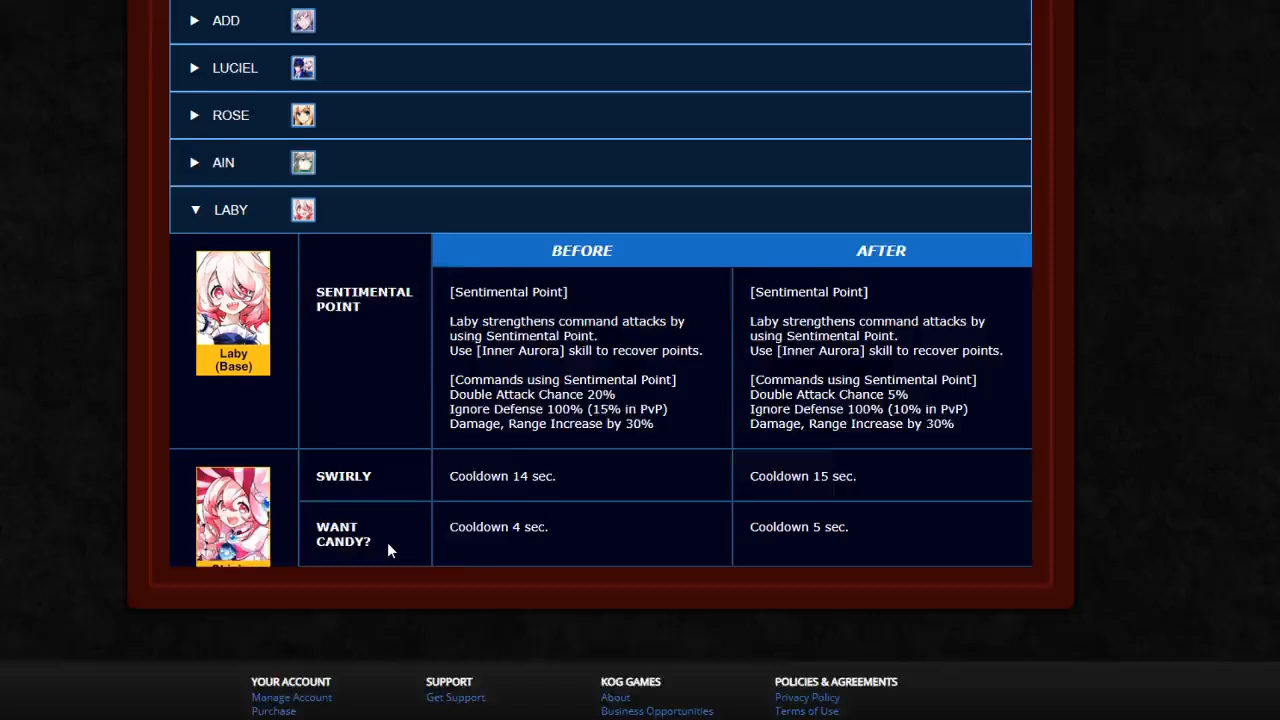 ADD
LUCIEL
ROSE
AIN
LABY
BEFORE
AFTER
Laby
(Base)
SENTIMENTAL
POINT
[Sentimental Point]
Laby strengthens command attacks by
using Sentimental Point.
Use [Inner Aurora] skill to recover points.
[Commands using Sentimental Point]
Double Attack Chance 20%
Ignore Defense 100% (15% in PvP)
Damage, Range Increase by 30%
[Sentimental Point]
Laby strengthens command attacks by
using Sentimental Point.
Use [Inner Aurora] skill to recover points.
[Commands using Sentimental Point]
Double Attack Chance 5%
Ignore Defense 100% (10% in PvP)
Damage, Range Increase by 30%
SWIRLY
Cooldown 14 sec.
Cooldown 15 sec.
WANT
CANDY?
Cooldown 4 sec.
Cooldown 5 sec.
YOUR ACCOUNT
Manage Account
Purchase
SUPPORT
Get Support
KOG GAMES
About
Business Opportunities
POLICIES & AGREEMENTS
Privacy Policy
Terms of Use